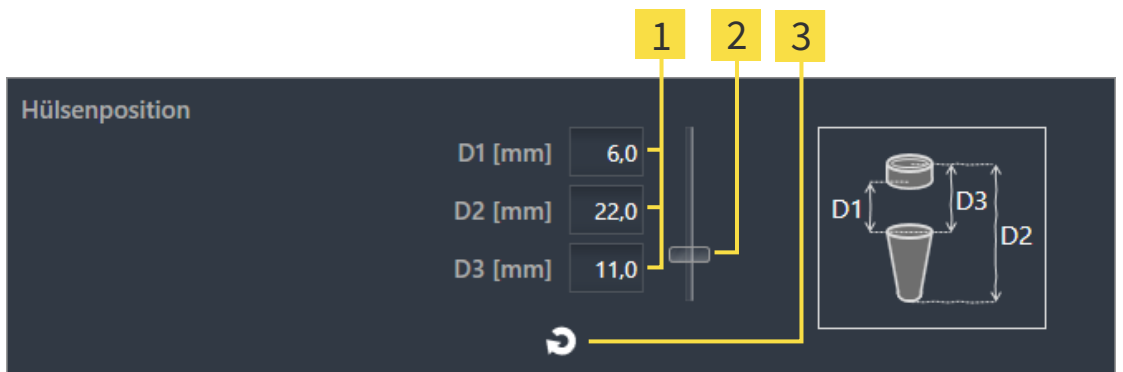 1 2 3
Hülsenposition
D1 [mm] 6,0
D2 [mm] 22,0
D3 [mm] 11,0
D1
D3
D2